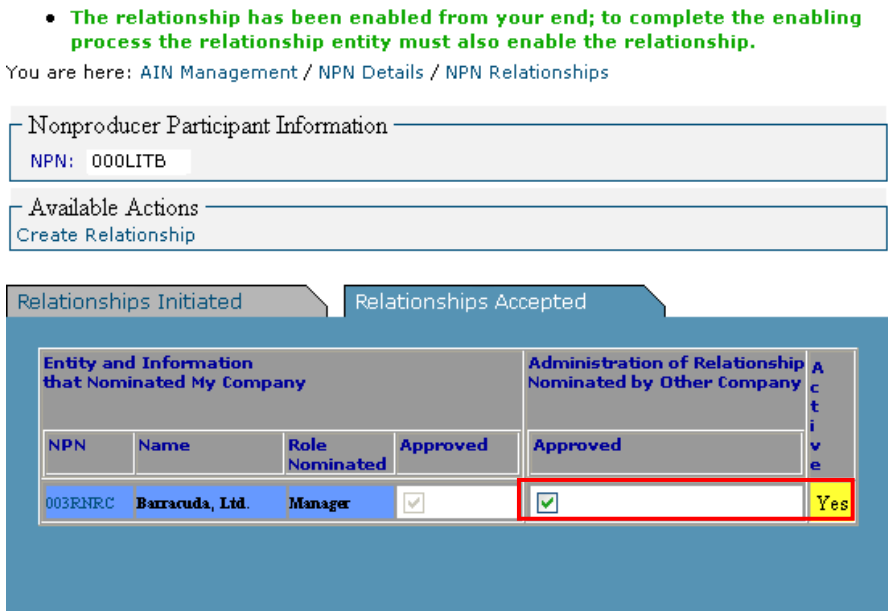 The relationship has been enabled from your end; to complete the enabling
process the relationship entity must also enable the relationship.
You are here: AIN Management / NPN Details / NPN Relationships
Nonproducer Participant Information
NPN: 000LITB
Available Actions
Create Relationship
Relationships Initiated
Relationships Accepted
Entity and Information
that Nominated My Company
Administration of Relationship
Nominated by Other Company
Active
NPN Name Role
Nominated Approved Approved
003RNRC Barracuda, Ltd. Manager Yes